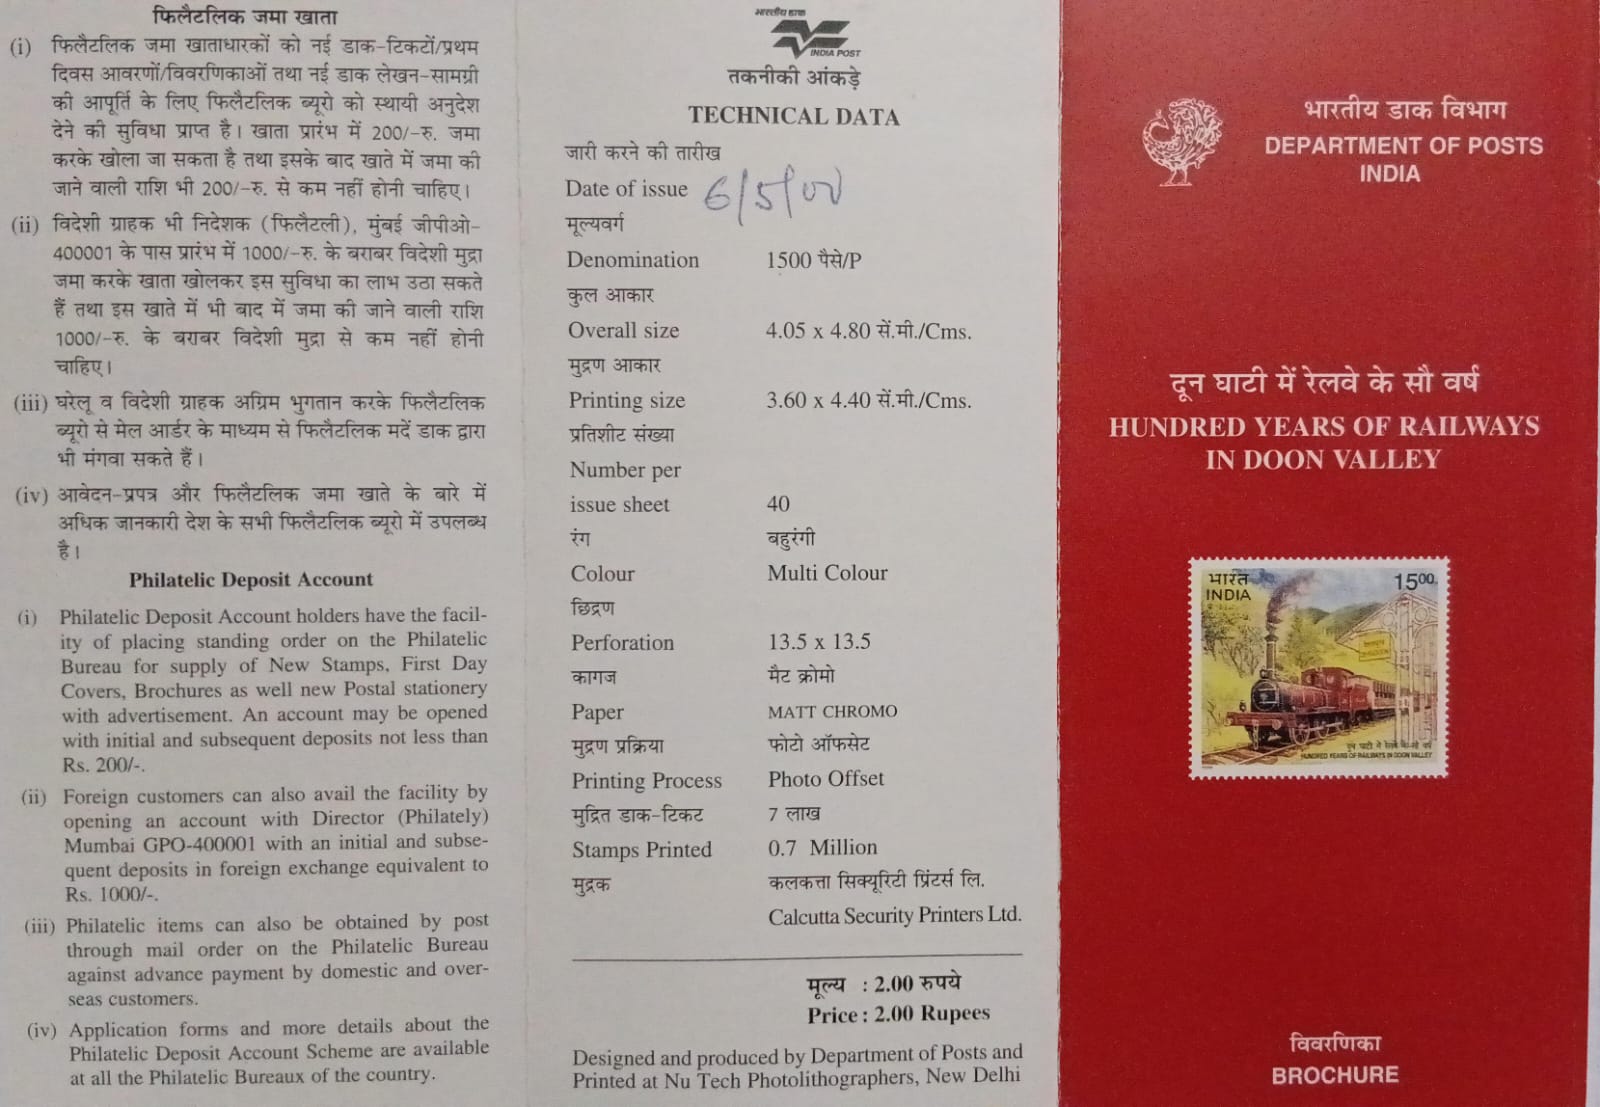 फिलैटलिक जमा खाता
(i) फिलैटलिक जमा खाताधारकों को नई डाक-टिकटों/प्रथम
दिवस आवरणों/विवरणिकाओं तथा नई डाक लेखन-सामग्री
की आपूर्ति के लिए फिलैटलिक ब्यूरो को स्थायी अनुदेश
देने की सुविधा प्राप्त है। खाता प्रारंभ में 200/-रु. जमा
करके खोला जा सकता है तथा इसके बाद खाते में जमा की
जाने वाली राशि भी 200/-रु. से कम नहीं होनी चाहिए।
(ii) विदेशी ग्राहक भी निदेशक (फिलैटली), मुंबई जीपीओ-
400001 के पास प्रारंभ में 1000/-रु. के बराबर विदेशी मुद्रा
जमा करके खाता खोलकर इस सुविधा का लाभ उठा सकते
हैं तथा इस खाते में भी बाद में जमा की जाने वाली राशि
1000/-रु. के बराबर विदेशी मुद्रा से कम नहीं होनी
चाहिए।
(iii) घरेलू व विदेशी ग्राहक अग्रिम भुगतान करके फिलैटलिक
ब्यूरो से मेल आर्डर के माध्यम से फिलैटलिक मदें डाक द्वारा
भी मंगवा सकते हैं।
(iv) आवेदन-प्रपत्र और फिलैटलिक जमा खाते के बारे में
अधिक जानकारी देश के सभी फिलैटलिक ब्यूरो में उपलब्ध
है।
Philatelic Deposit Account
(i) Philatelic Deposit Account holders have the facil-
ity of placing standing order on the Philatelic
Bureau for supply of New Stamps, First Day
Covers, Brochures as well new Postal stationery
with advertisement. An account may be opened
with initial and subsequent deposits not less than
Rs. 200/-.
(ii) Foreign customers can also avail the facility by
opening an account with Director (Philately)
Mumbai GPO-400001 with an initial and subse-
quent deposits in foreign exchange equivalent to
Rs. 1000/-.
(iii) Philatelic items can also be obtained by post
through mail order on the Philatelic Bureau
against advance payment by domestic and over-
seas customers.
(iv) Application forms and more details about the
Philatelic Deposit Account Scheme are available
at all the Philatelic Bureaux of the country.
भारतीय डाक
INDIA POST
तकनीकी आंकड़े
TECHNICAL DATA
जारी करने की तारीख
Date of issue 6/5/00
मूल्यवर्ग
Denomination 1500 पैसे/P
कुल आकार
Overall size 4.05 x 4.80 सें.मी./Cms.
मुद्रण आकार
Printing size 3.60 x 4.40 सें.मी./Cms.
प्रतिशीट संख्या
Number per
issue sheet 40
रंग बहुरंगी
Colour Multi Colour
छिद्रण
Perforation 13.5 x 13.5
कागज मैट क्रोमो
Paper MATT CHROMO
मुद्रण प्रक्रिया फोटो ऑफसेट
Printing Process Photo Offset
मुद्रित डाक-टिकट 7 लाख
Stamps Printed 0.7 Million
मुद्रक कलकत्ता सिक्यूरिटी प्रिंटर्स लि.
Calcutta Security Printers Ltd.
मूल्य : 2.00 रुपये
Price : 2.00 Rupees
Designed and produced by Department of Posts and
Printed at Nu Tech Photolithographers, New Delhi
भारतीय डाक विभाग
DEPARTMENT OF POSTS
INDIA
दून घाटी में रेलवे के सौ वर्ष
HUNDRED YEARS OF RAILWAYS
IN DOON VALLEY
भारत 1500
INDIA
दून घाटी में रेलवे के सौ वर्ष
HUNDRED YEARS OF RAILWAYS IN DOON VALLEY
विवरणिका
BROCHURE